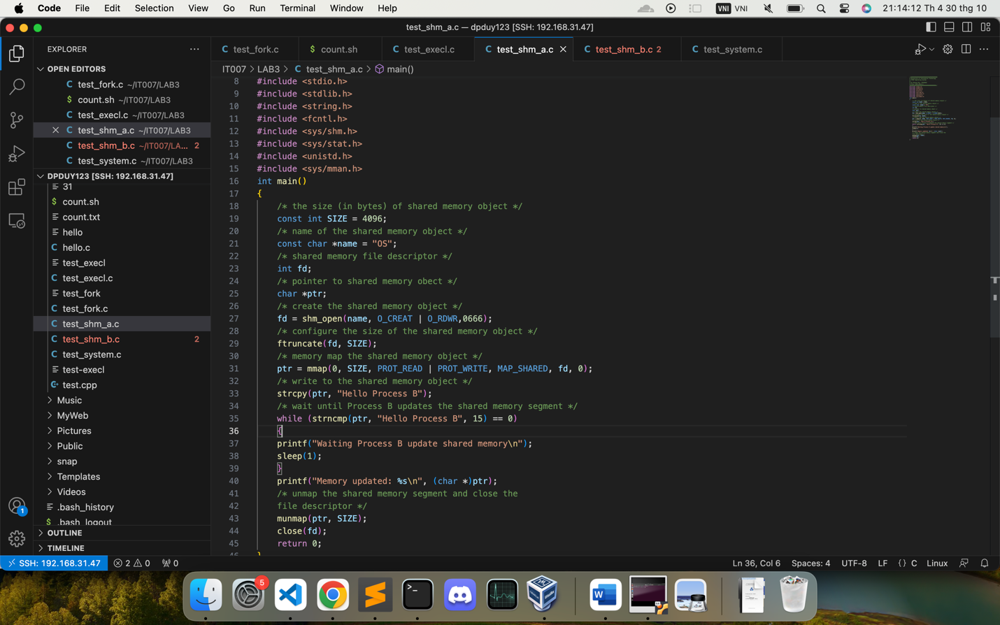 Code File Edit Selection View Go Run Terminal Window Help VNI VNI 21:14:12 Th 4 30 thg 10
test_shm_a.c — dpduy123 [SSH: 192.168.31.47]
EXPLORER
test_fork.c
count.sh
test_execl.c
test_shm_a.c
test_shm_b.c 2
test_system.c
OPEN EDITORS
test_fork.c ~/IT007/LAB3
count.sh ~/IT007/LAB3
test_execl.c ~/IT007/LAB3
test_shm_a.c ~/IT007/LAB3
test_shm_b.c ~/IT007/LA... 2
test_system.c ~/IT007/LAB3
DPDUY123 [SSH: 192.168.31.47]
31
count.sh
count.txt
hello
hello.c
test_execl
test_execl.c
test_fork
test_fork.c
test_shm_a.c
test_shm_b.c 2
test_system.c
test-execl
test.cpp
Music
MyWeb
Pictures
Public
snap
Templates
Videos
.bash_history
.bash_logout
OUTLINE
TIMELINE
IT007 > LAB3 > C test_shm_a.c > main()
8 #include <stdio.h>
9 #include <stdlib.h>
10 #include <string.h>
11 #include <fcntl.h>
12 #include <sys/shm.h>
13 #include <sys/stat.h>
14 #include <unistd.h>
15 #include <sys/mman.h>
16 int main()
17 {
18 /* the size (in bytes) of shared memory object */
19 const int SIZE = 4096;
20 /* name of the shared memory object */
21 const char *name = "OS";
22 /* shared memory file descriptor */
23 int fd;
24 /* pointer to shared memory obect */
25 char *ptr;
26 /* create the shared memory object */
27 fd = shm_open(name, O_CREAT | O_RDWR,0666);
28 /* configure the size of the shared memory object */
29 ftruncate(fd, SIZE);
30 /* memory map the shared memory object */
31 ptr = mmap(0, SIZE, PROT_READ | PROT_WRITE, MAP_SHARED, fd, 0);
32 /* write to the shared memory object */
33 strcpy(ptr, "Hello Process B");
34 /* wait until Process B updates the shared memory segment */
35 while (strncmp(ptr, "Hello Process B", 15) == 0)
36 {
37 printf("Waiting Process B update shared memory\n");
38 sleep(1);
39 }
40 printf("Memory updated: %s\n", (char *)ptr);
41 /* unmap the shared memory segment and close the
42 file descriptor */
43 munmap(ptr, SIZE);
44 close(fd);
45 return 0;
46 }
1
SSH: 192.168.31.47 2 0 0 Ln 36, Col 6 Spaces: 4 UTF-8 LF {} C Linux
5